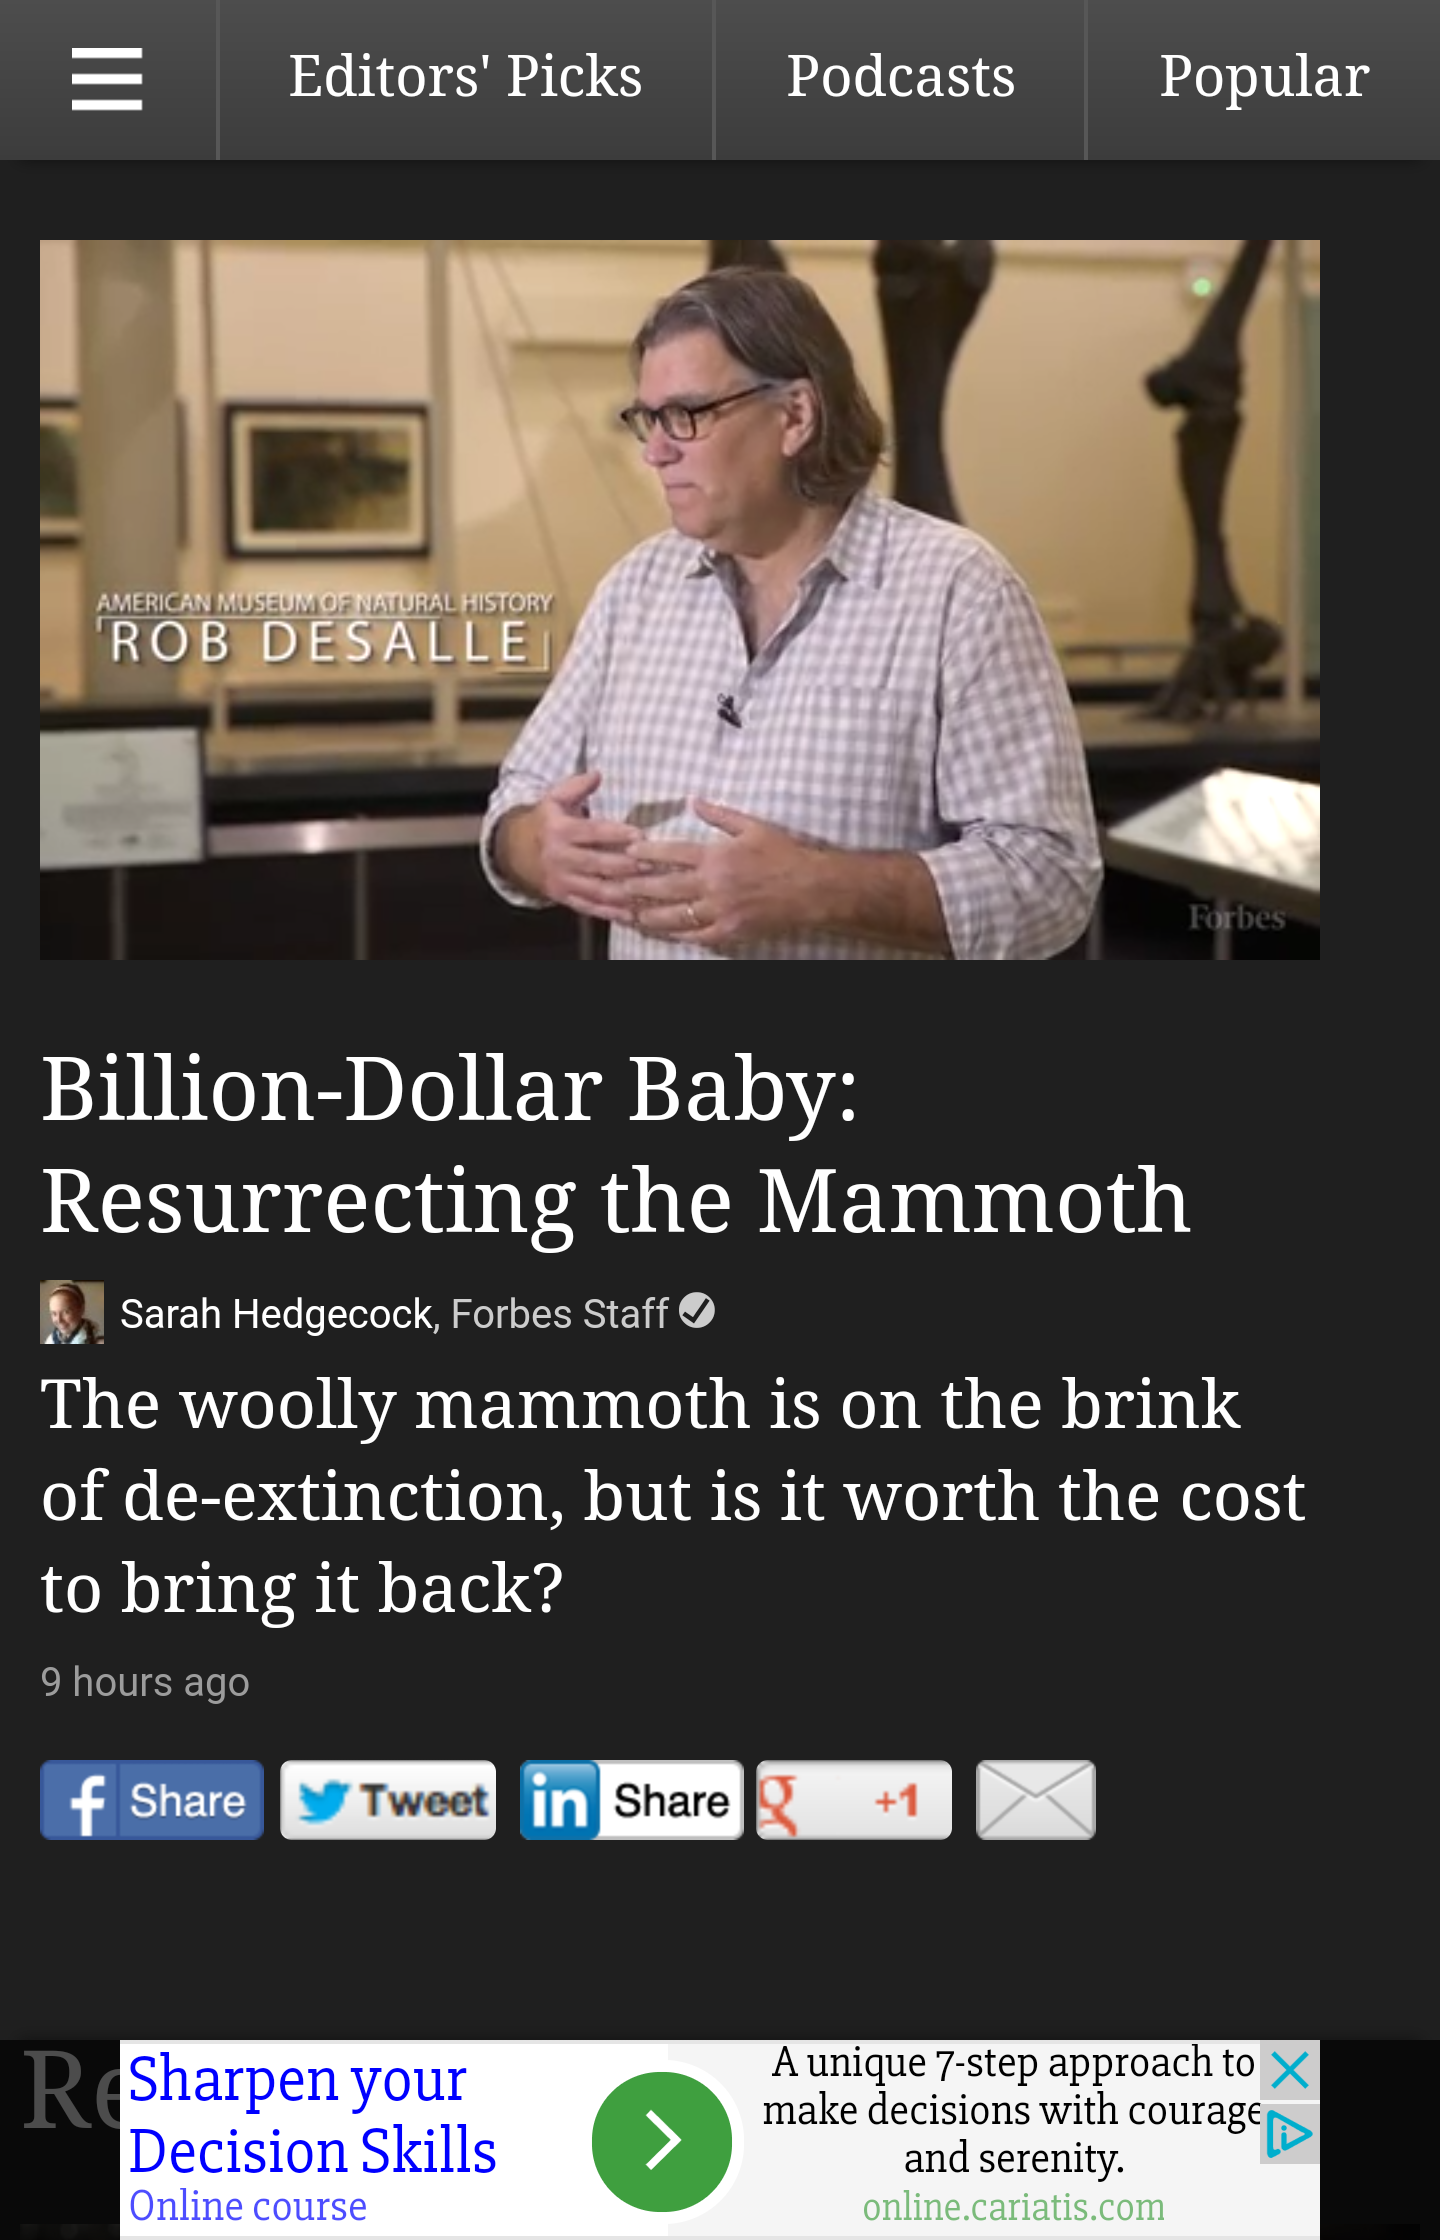 Editors' Picks Podcasts Popular
AMERICAN MUSEUM OF NATURAL HISTORY
ROB DESALLE
Forbes
Billion-Dollar Baby:
Resurrecting the Mammoth
Sarah Hedgecock, Forbes Staff
The woolly mammoth is on the brink
of de-extinction, but is it worth the cost
to bring it back?
9 hours ago
f Share Tweet in Share g +1
Re
Sharpen your
Decision Skills
Online course
A unique 7-step approach to
make decisions with courage
and serenity.
online.cariatis.com